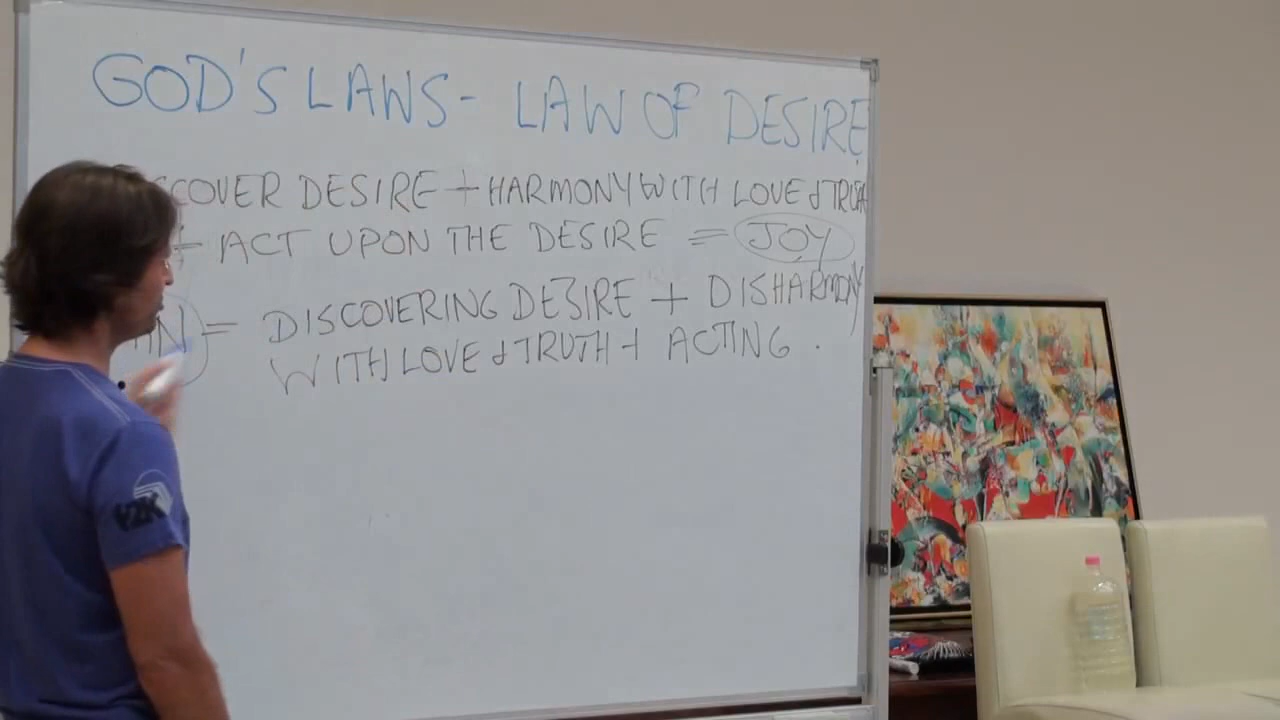 GOD'S LAWS - LAW OF DESIRE
COVER DESIRE + HARMONY WITH LOVE & TRUTH
+ ACT UPON THE DESIRE = JOY
= DISCOVERING DESIRE + DISHARMONY
WITH LOVE & TRUTH + ACTING.